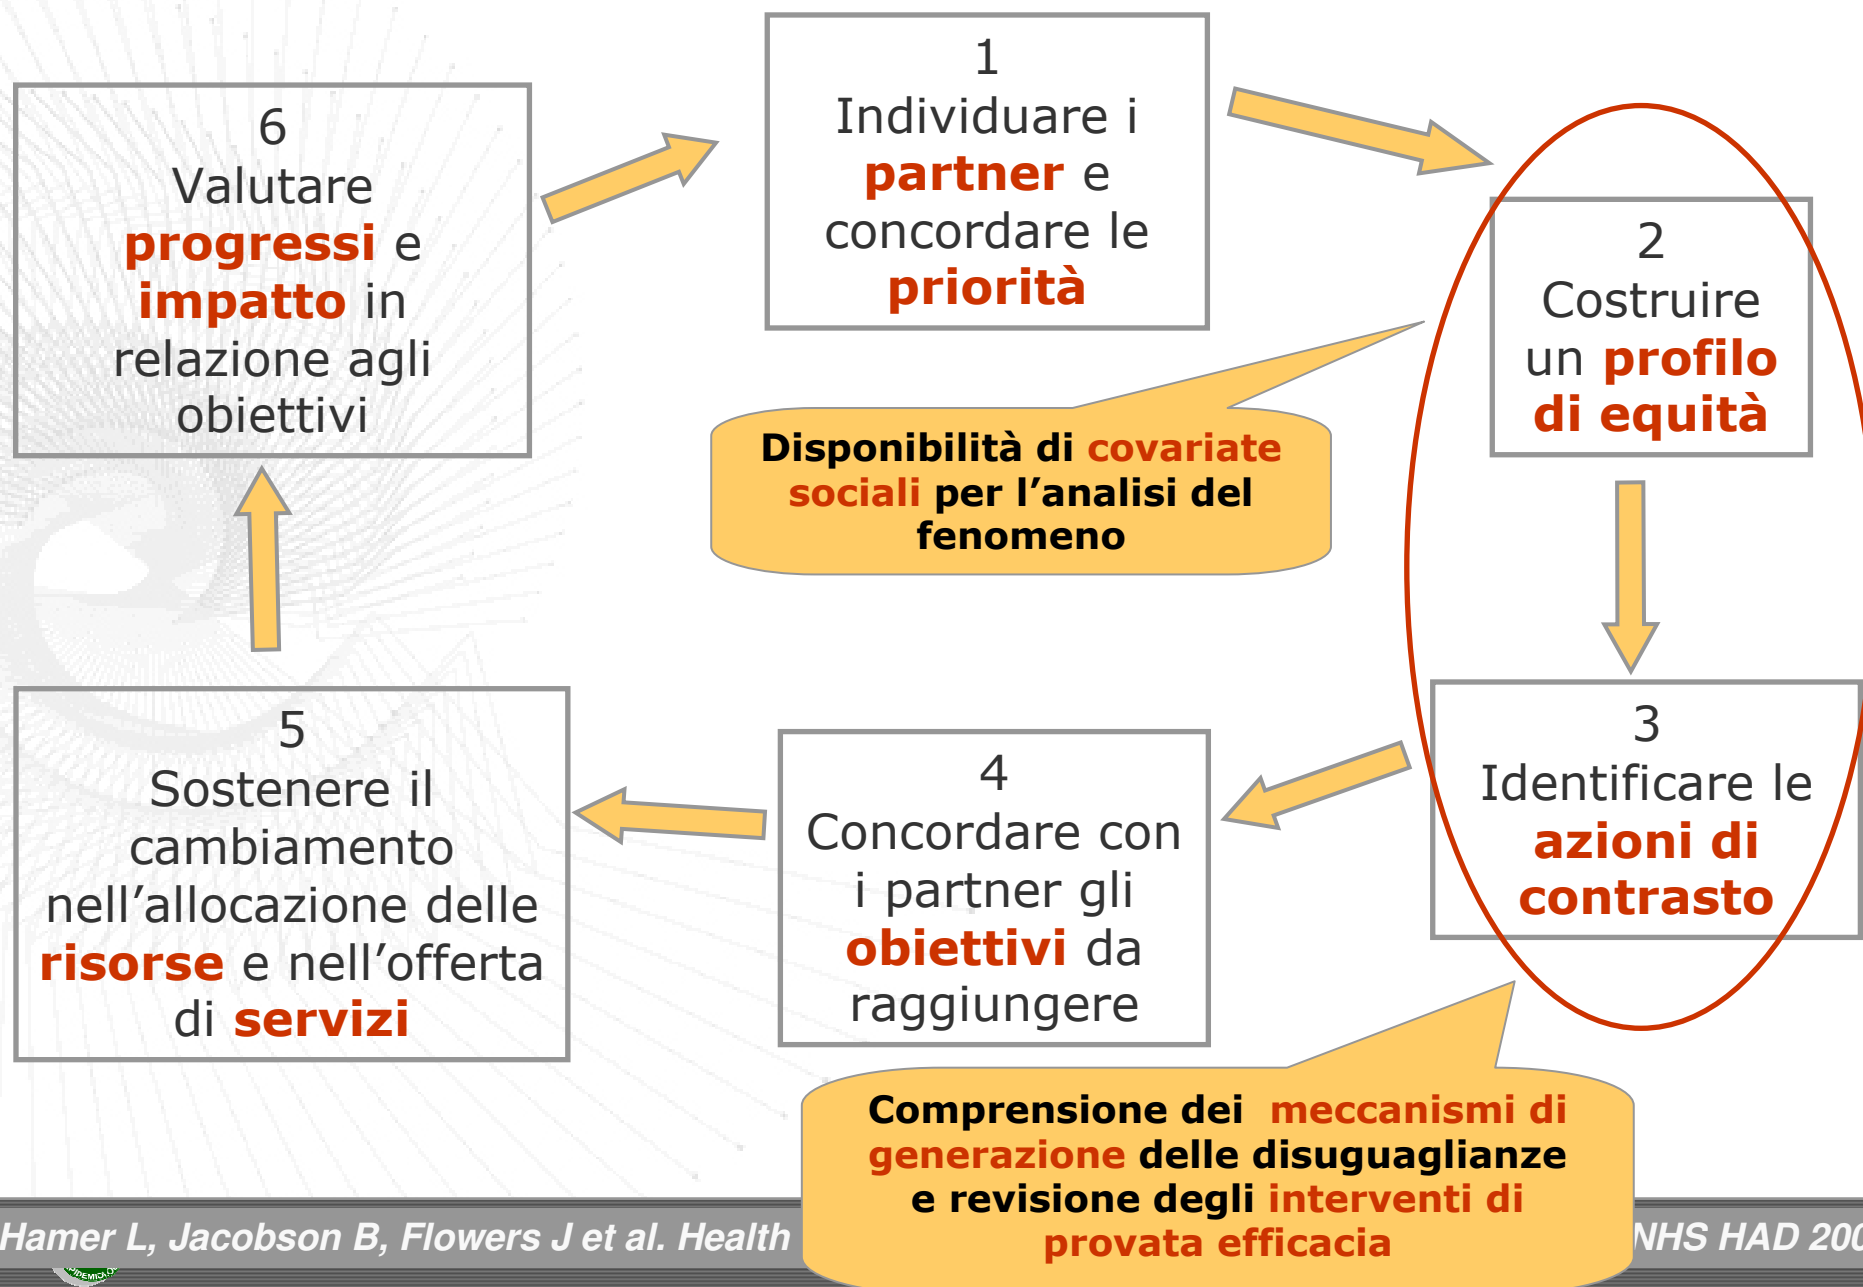 1
Individuare i
partner e
concordare le
priorità
2
Costruire
un profilo
di equità
3
Identificare le
azioni di
contrasto
4
Concordare con
i partner gli
obiettivi da
raggiungere
5
Sostenere il
cambiamento
nell’allocazione delle
risorse e nell’offerta
di servizi
6
Valutare
progressi e
impatto in
relazione agli
obiettivi
Disponibilità di covariate
sociali per l’analisi del
fenomeno
Comprensione dei meccanismi di
generazione delle disuguaglianze
e revisione degli interventi di
provata efficacia
Hamer L, Jacobson B, Flowers J et al. Health NHS HAD 200